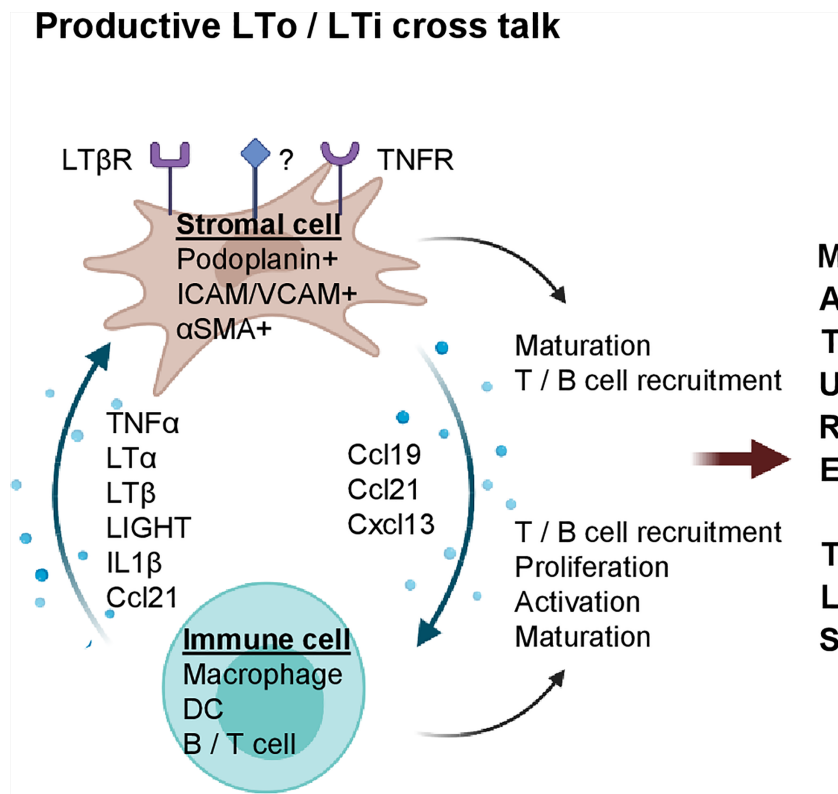 Productive LTo / LTi cross talk
LTβR
?
TNFR
Stromal cell
Podoplanin+
ICAM/VCAM+
αSMA+
Maturation
T / B cell recruitment
TNFα
LTα
LTβ
LIGHT
IL1β
Ccl21
Ccl19
Ccl21
Cxcl13
T / B cell recruitment
Proliferation
Activation
Maturation
Immune cell
Macrophage
DC
B / T cell
M
A
T
U
R
E
T
L
S